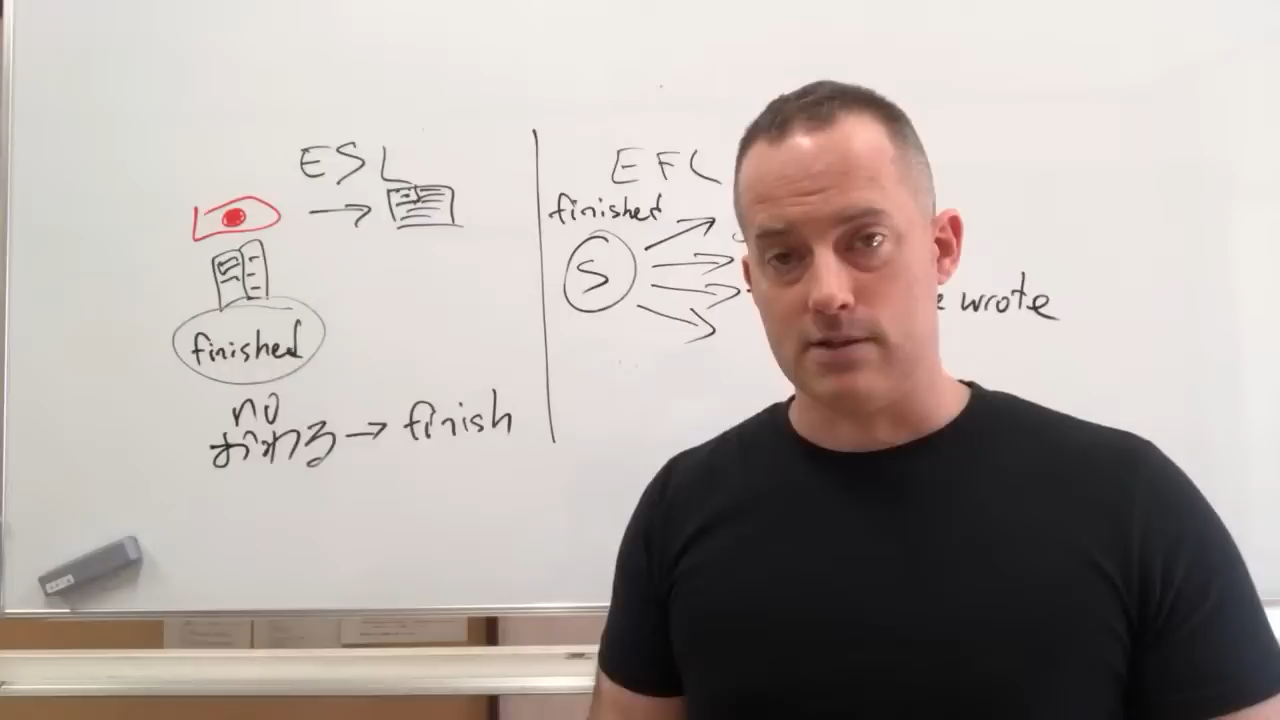 ESL
finished
no
おわる → finish
EFL
finished
S
wrote